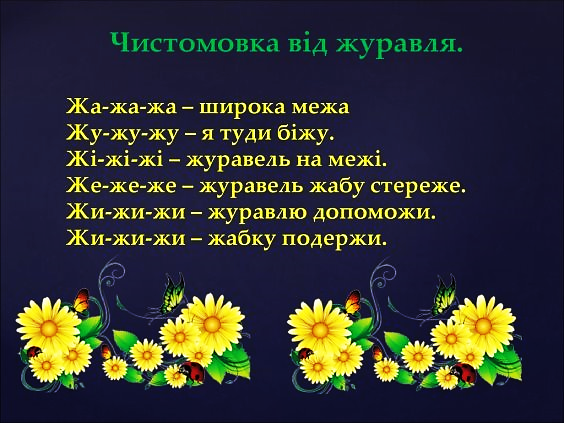 Чистомовка від журавля.
Жа-жа-жа – широка межа
Жу-жу-жу – я туди біжу.
Жі-жі-жі – журавель на межі.
Же-же-же – журавель жабу стереже.
Жи-жи-жи – журавлю допоможи.
Жи-жи-жи – жабку подержи.